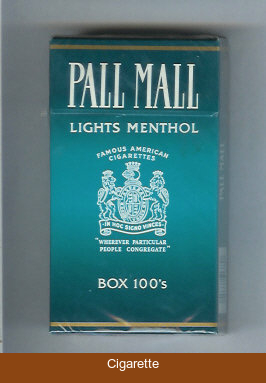 PALL MALL
LIGHTS MENTHOL
FAMOUS AMERICAN
CIGARETTES
IN HOC SIGNO VINCES
"WHEREVER PARTICULAR
PEOPLE CONGREGATE"
BOX 100's
Cigarette